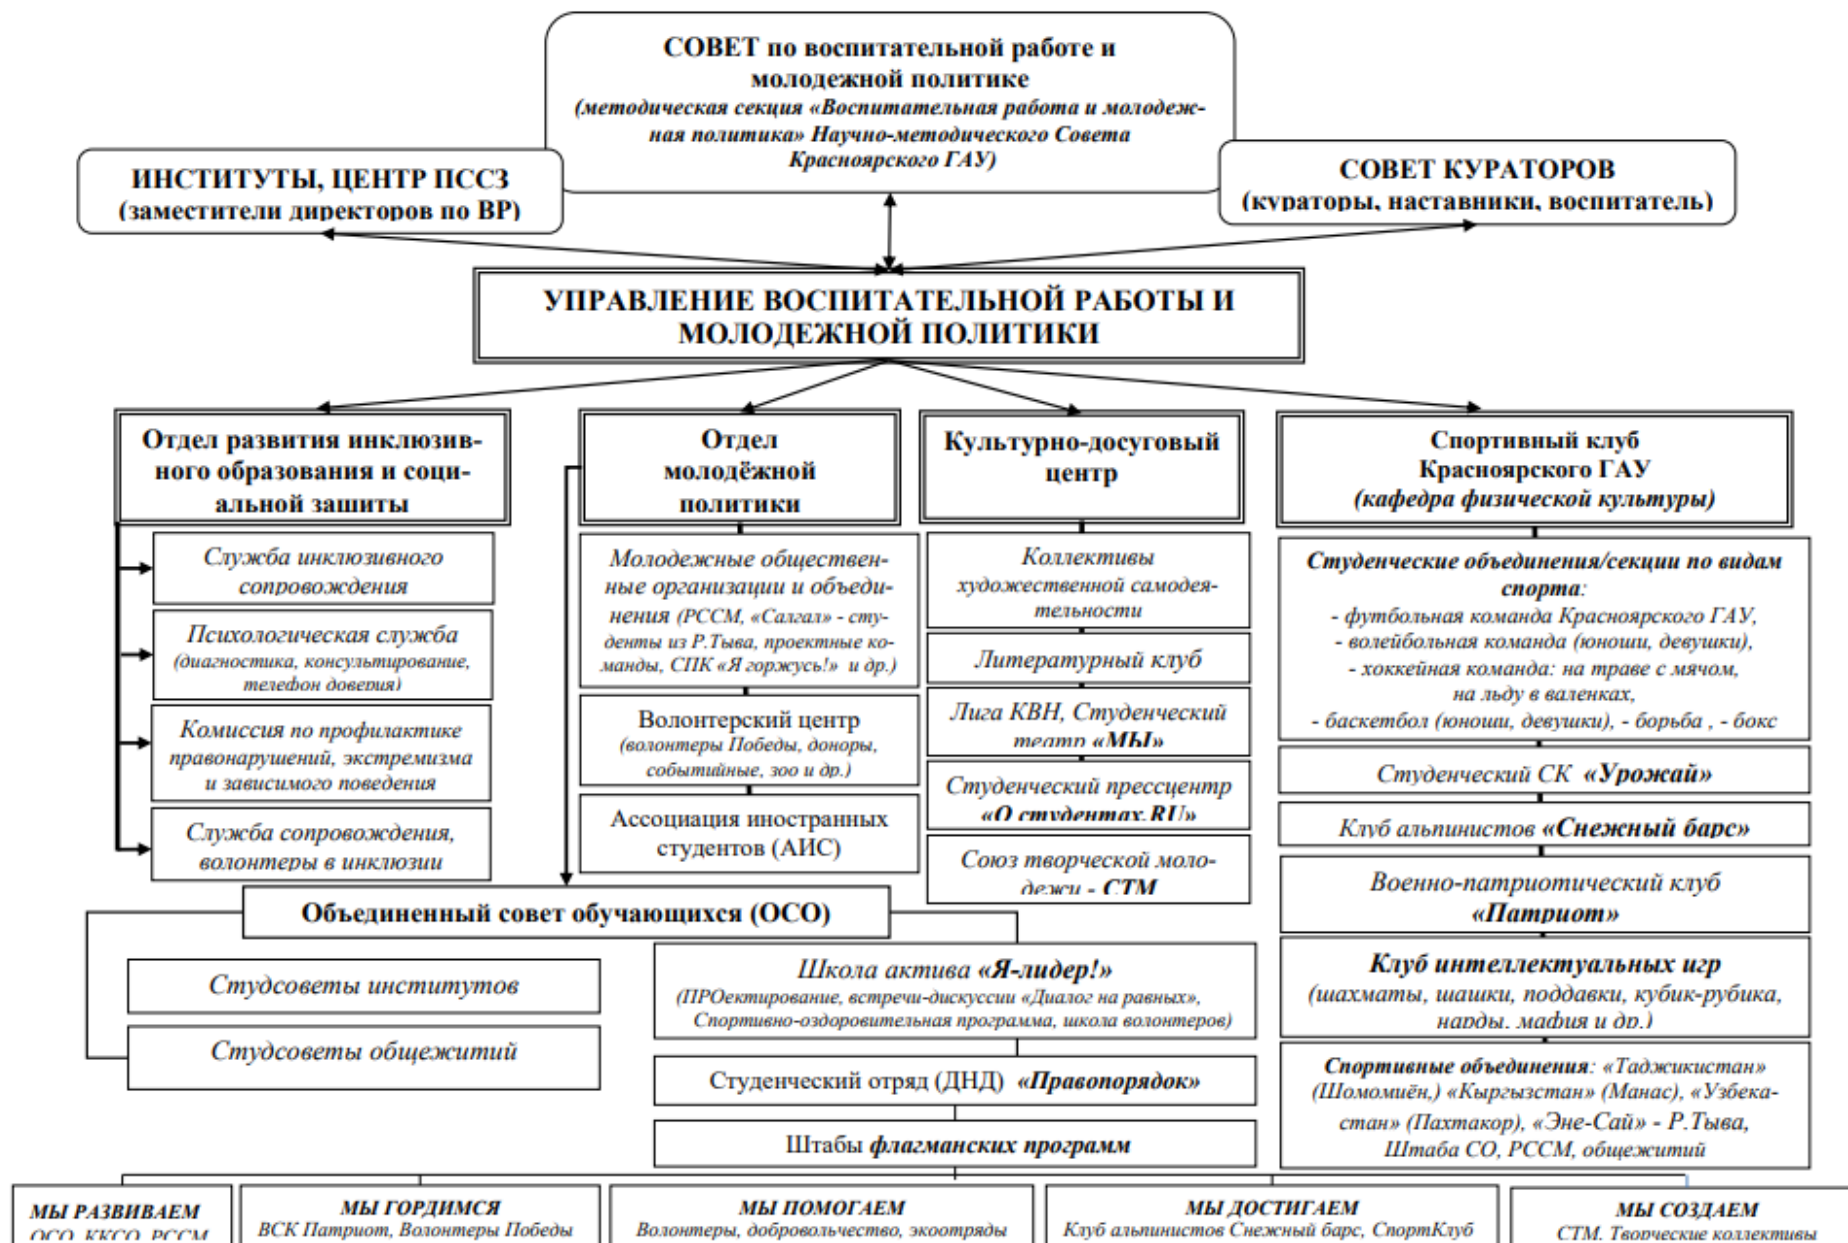 СОВЕТ по воспитательной работе и
молодежной политике
(методическая секция «Воспитательная работа и молодеж-
ная политика» Научно-методического Совета
Красноярского ГАУ)
ИНСТИТУТЫ, ЦЕНТР ПССЗ
(заместители директоров по ВР)
СОВЕТ КУРАТОРОВ
(кураторы, наставники, воспитатель)
УПРАВЛЕНИЕ ВОСПИТАТЕЛЬНОЙ РАБОТЫ И
МОЛОДЕЖНОЙ ПОЛИТИКИ
Отдел развития инклюзив-
ного образования и соци-
альной зашиты
Служба инклюзивного
сопровождения
Психологическая служба
(диагностика, консультирование,
телефон доверия)
Комиссия по профилактике
правонарушений, экстремизма
и зависимого поведения
Служба сопровождения,
волонтеры в инклюзии
Отдел
молодёжной
политики
Молодежные обществен-
ные организации и объеди-
нения (РССМ, «Салгал» - сту-
денты из Р.Тыва, проектные ко-
манды, СПК «Я горжусь!» и др.)
Волонтерский центр
(волонтеры Победы, доноры,
событийные, зоо и др.)
Ассоциация иностранных
студентов (АИС)
Культурно-досуговый
центр
Коллективы
художественной самодея-
тельности
Литературный клуб
Лига КВН, Студенческий
театр «МЫ»
Студенческий прессцентр
«О студентах.RU»
Союз творческой моло-
дежи - СТМ
Спортивный клуб
Красноярского ГАУ
(кафедра физической культуры)
Студенческие объединения/секции по видам
спорта:
- футбольная команда Красноярского ГАУ,
- волейбольная команда (юноши, девушки),
- хоккейная команда: на траве с мячом,
на льду в валенках,
- баскетбол (юноши, девушки), - борьба , - бокс
Студенческий СК «Урожай»
Клуб альпинистов «Снежный барс»
Военно-патриотический клуб
«Патриот»
Клуб интеллектуальных игр
(шахматы, шашки, поддавки, кубик-рубика,
нарды, мафия и др.)
Спортивные объединения: «Таджикистан»
(Шомомиён,) «Кыргызстан» (Манас), «Узбека-
стан» (Пахтакор), «Эне-Сай» - Р.Тыва,
Штаба СО, РССМ, общежитий
Объединенный совет обучающихся (ОСО)
Студсоветы институтов
Студсоветы общежитий
Школа актива «Я-лидер!»
(ПРОектирование, встречи-дискуссии «Диалог на равных»,
Спортивно-оздоровительная программа, школа волонтеров)
Студенческий отряд (ДНД) «Правопорядок»
Штабы флагманских программ
МЫ РАЗВИВАЕМ
ОСО, ККСО, РССМ
МЫ ГОРДИМСЯ
ВСК Патриот, Волонтеры Победы
МЫ ПОМОГАЕМ
Волонтеры, добровольчество, экоотряды
МЫ ДОСТИГАЕМ
Клуб альпинистов Снежный барс, СпортКлуб
МЫ СОЗДАЕМ
СТМ, Творческие коллективы